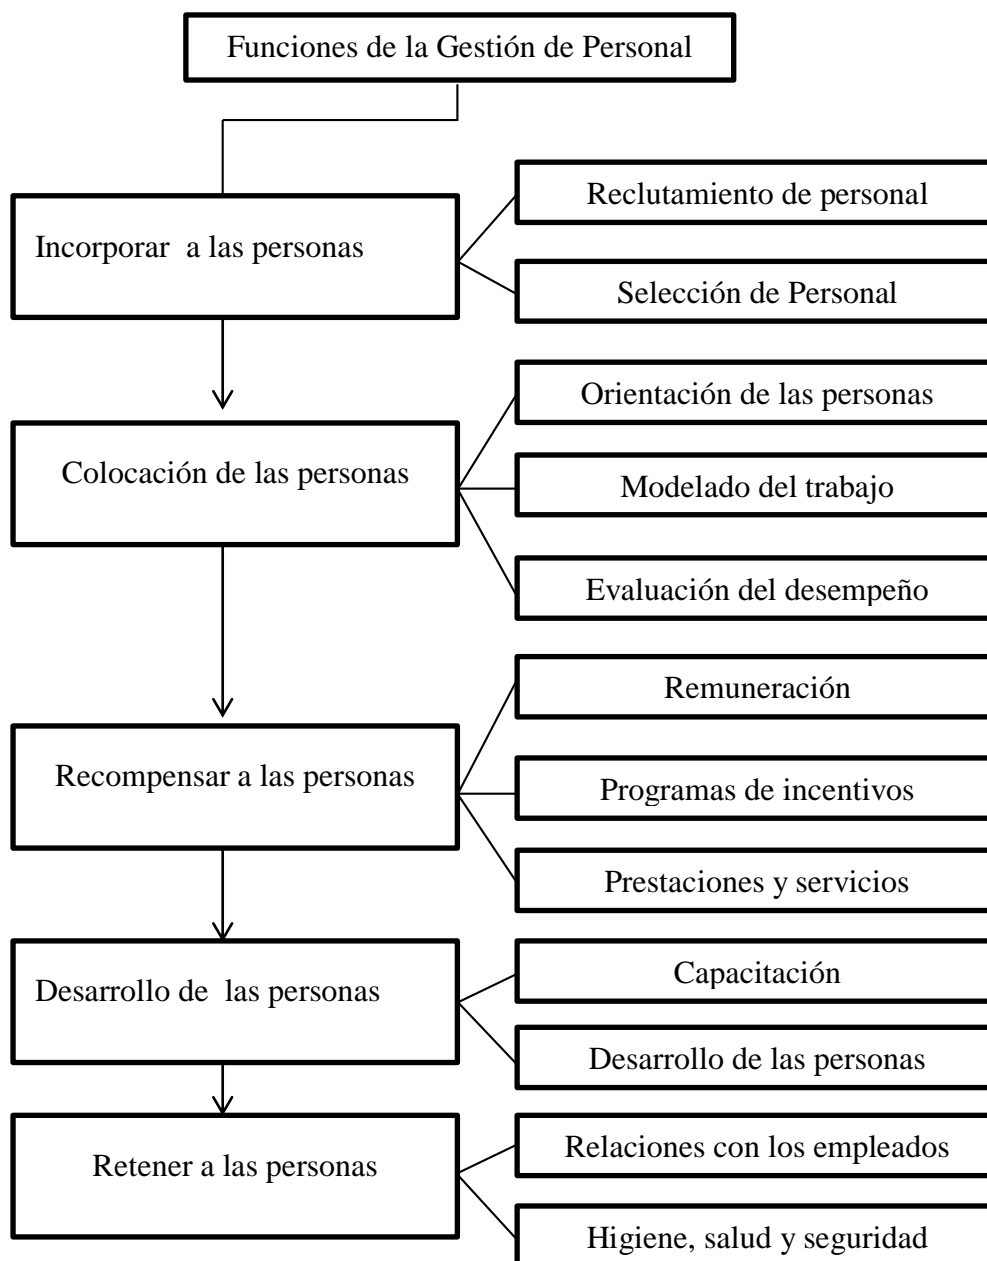 Funciones de la Gestión de Personal
Incorporar  a las personas
Reclutamiento de personal
Selección de Personal
Colocación de las personas
Orientación de las personas
Modelado del trabajo
Evaluación del desempeño
Recompensar a las personas
Remuneración
Programas de incentivos
Prestaciones y servicios
Desarrollo de  las personas
Capacitación
Desarrollo de las personas
Retener a las personas
Relaciones con los empleados
Higiene, salud y seguridad